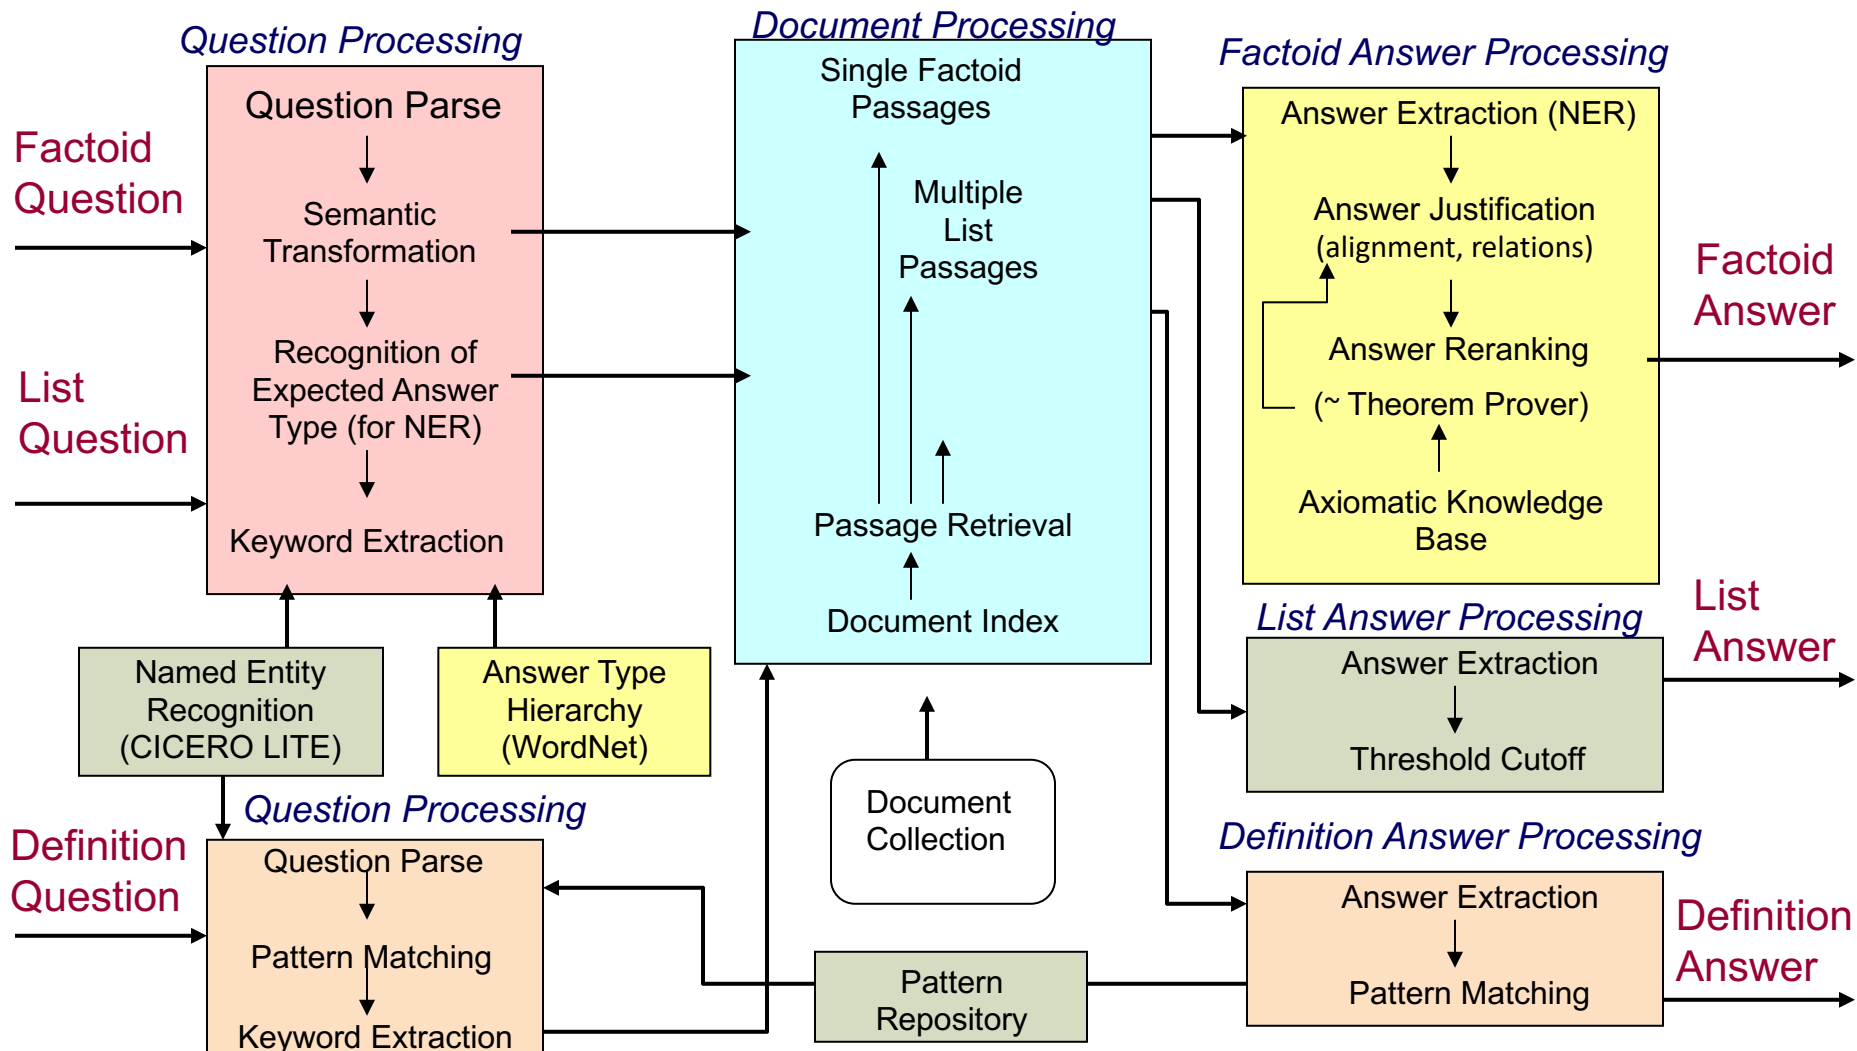 Question Processing
Document Processing
Factoid Answer Processing
Factoid
Question
List
Question
Question Parse
Semantic
Transformation
Recognition of
Expected Answer
Type (for NER)
Keyword Extraction
Single Factoid
Passages
Multiple
List
Passages
Passage Retrieval
Document Index
Answer Extraction (NER)
Answer Justification
(alignment, relations)
Answer Reranking
(~ Theorem Prover)
Axiomatic Knowledge
Base
Factoid
Answer
Named Entity
Recognition
(CICERO LITE)
Answer Type
Hierarchy
(WordNet)
Document
Collection
List Answer Processing
Answer Extraction
Threshold Cutoff
List
Answer
Question Processing
Definition
Question
Question Parse
Pattern Matching
Keyword Extraction
Pattern
Repository
Definition Answer Processing
Answer Extraction
Pattern Matching
Definition
Answer